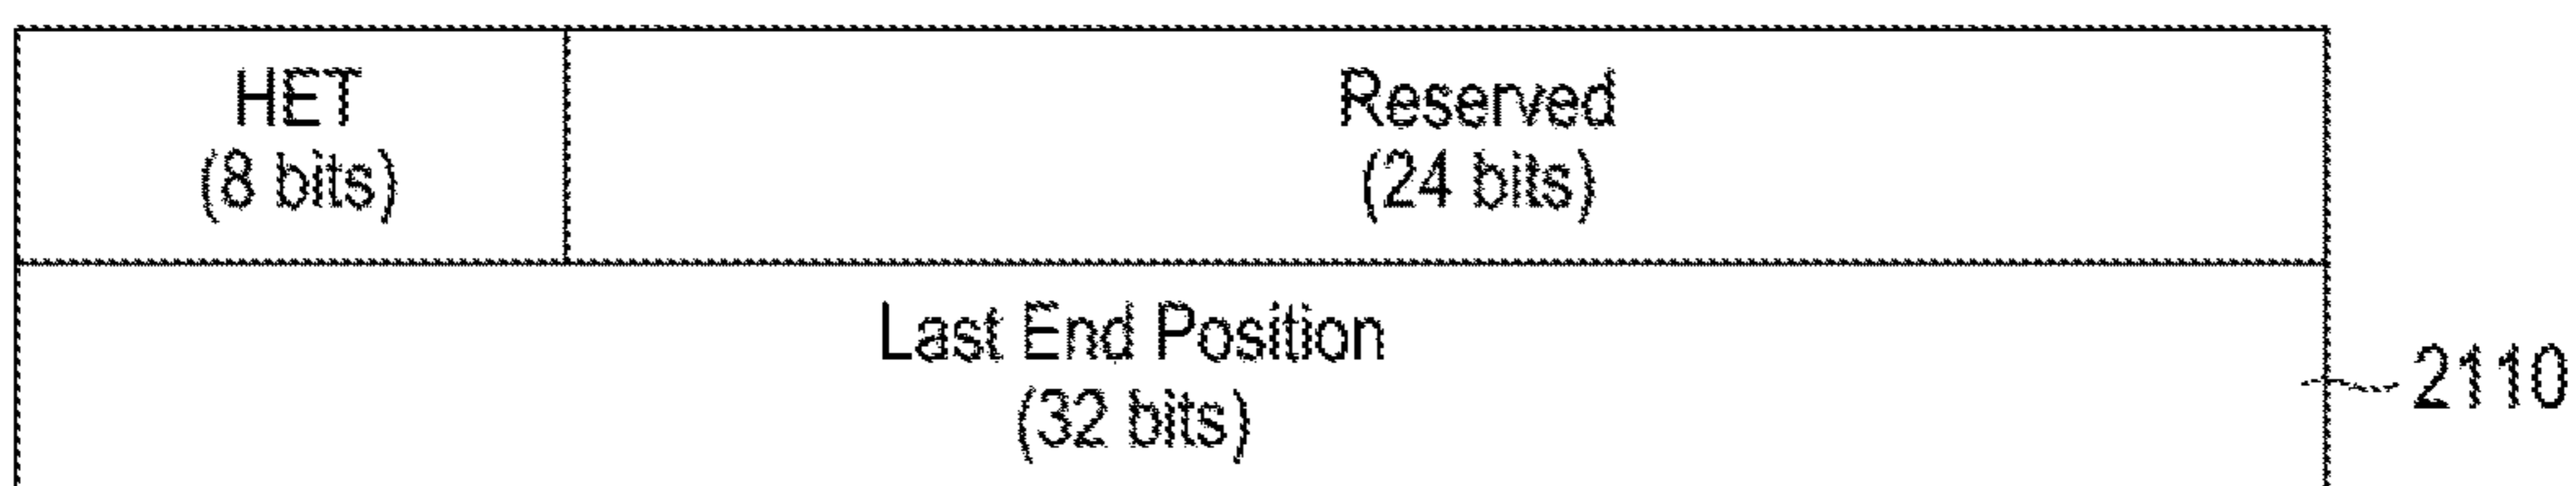 HET
(8 bits)
Reserved
(24 bits)
Last End Position
(32 bits)
2110